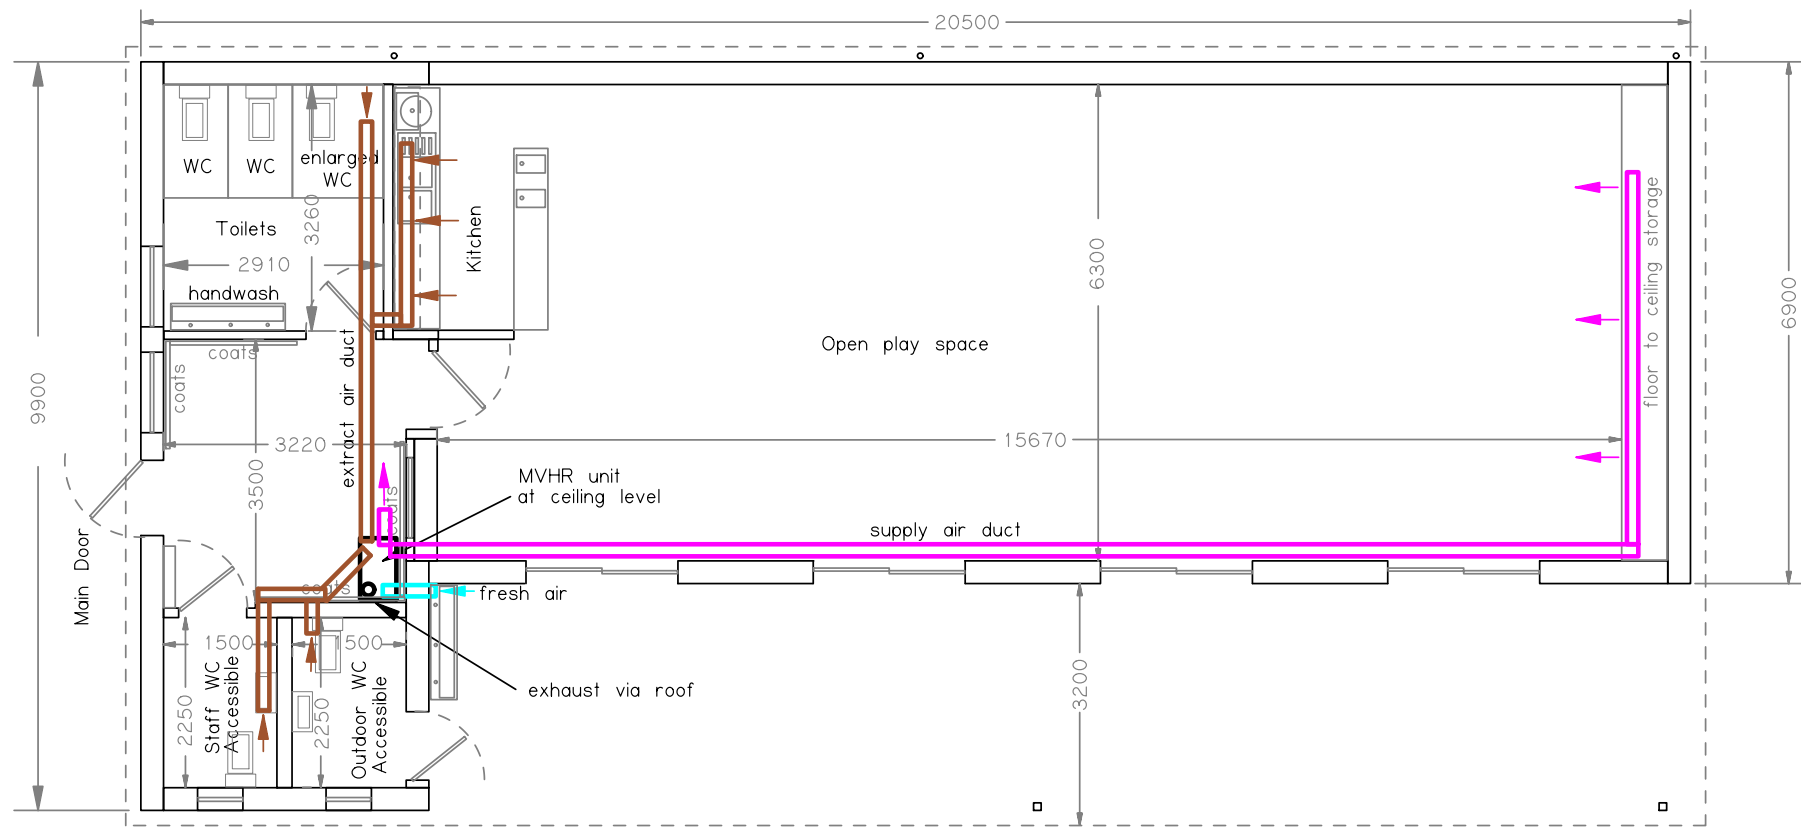 20500
WC
WC
enlarged
WC
Toilets
3260
2910
handwash
Kitchen
6300
6900
floor to ceiling storage
Open play space
coats
coats
extract air duct
9900
3220
15670
3500
MVHR unit
at ceiling level
coats
supply air duct
Main Door
coats
fresh air
1500
1500
exhaust via roof
3200
2250
Staff WC
Accessible
2250
Outdoor WC
Accessible